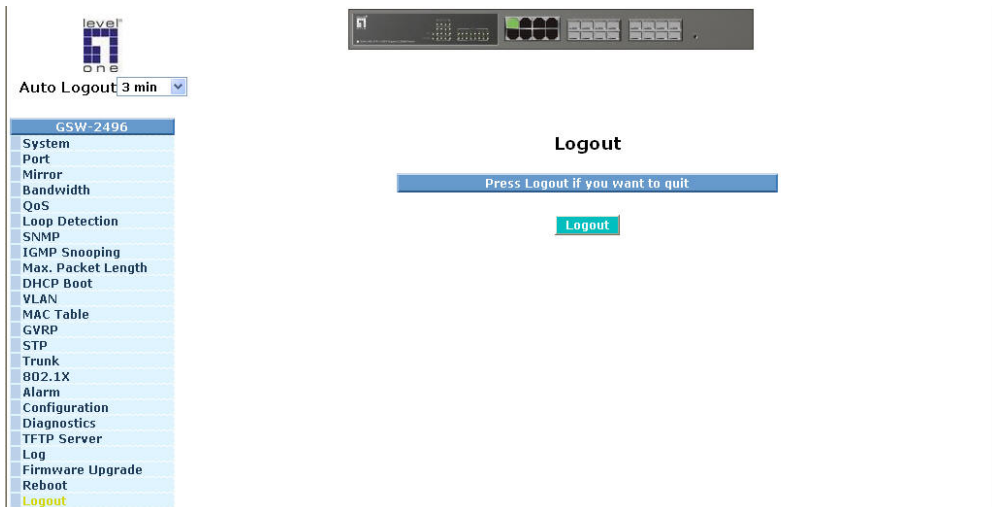 level
one
Auto Logout 3 min
GSW-2496
System
Port
Mirror
Bandwidth
QoS
Loop Detection
SNMP
IGMP Snooping
Max. Packet Length
DHCP Boot
VLAN
MAC Table
GVRP
STP
Trunk
802.1X
Alarm
Configuration
Diagnostics
TFTP Server
Log
Firmware Upgrade
Reboot
Logout
Logout
Press Logout if you want to quit
Logout